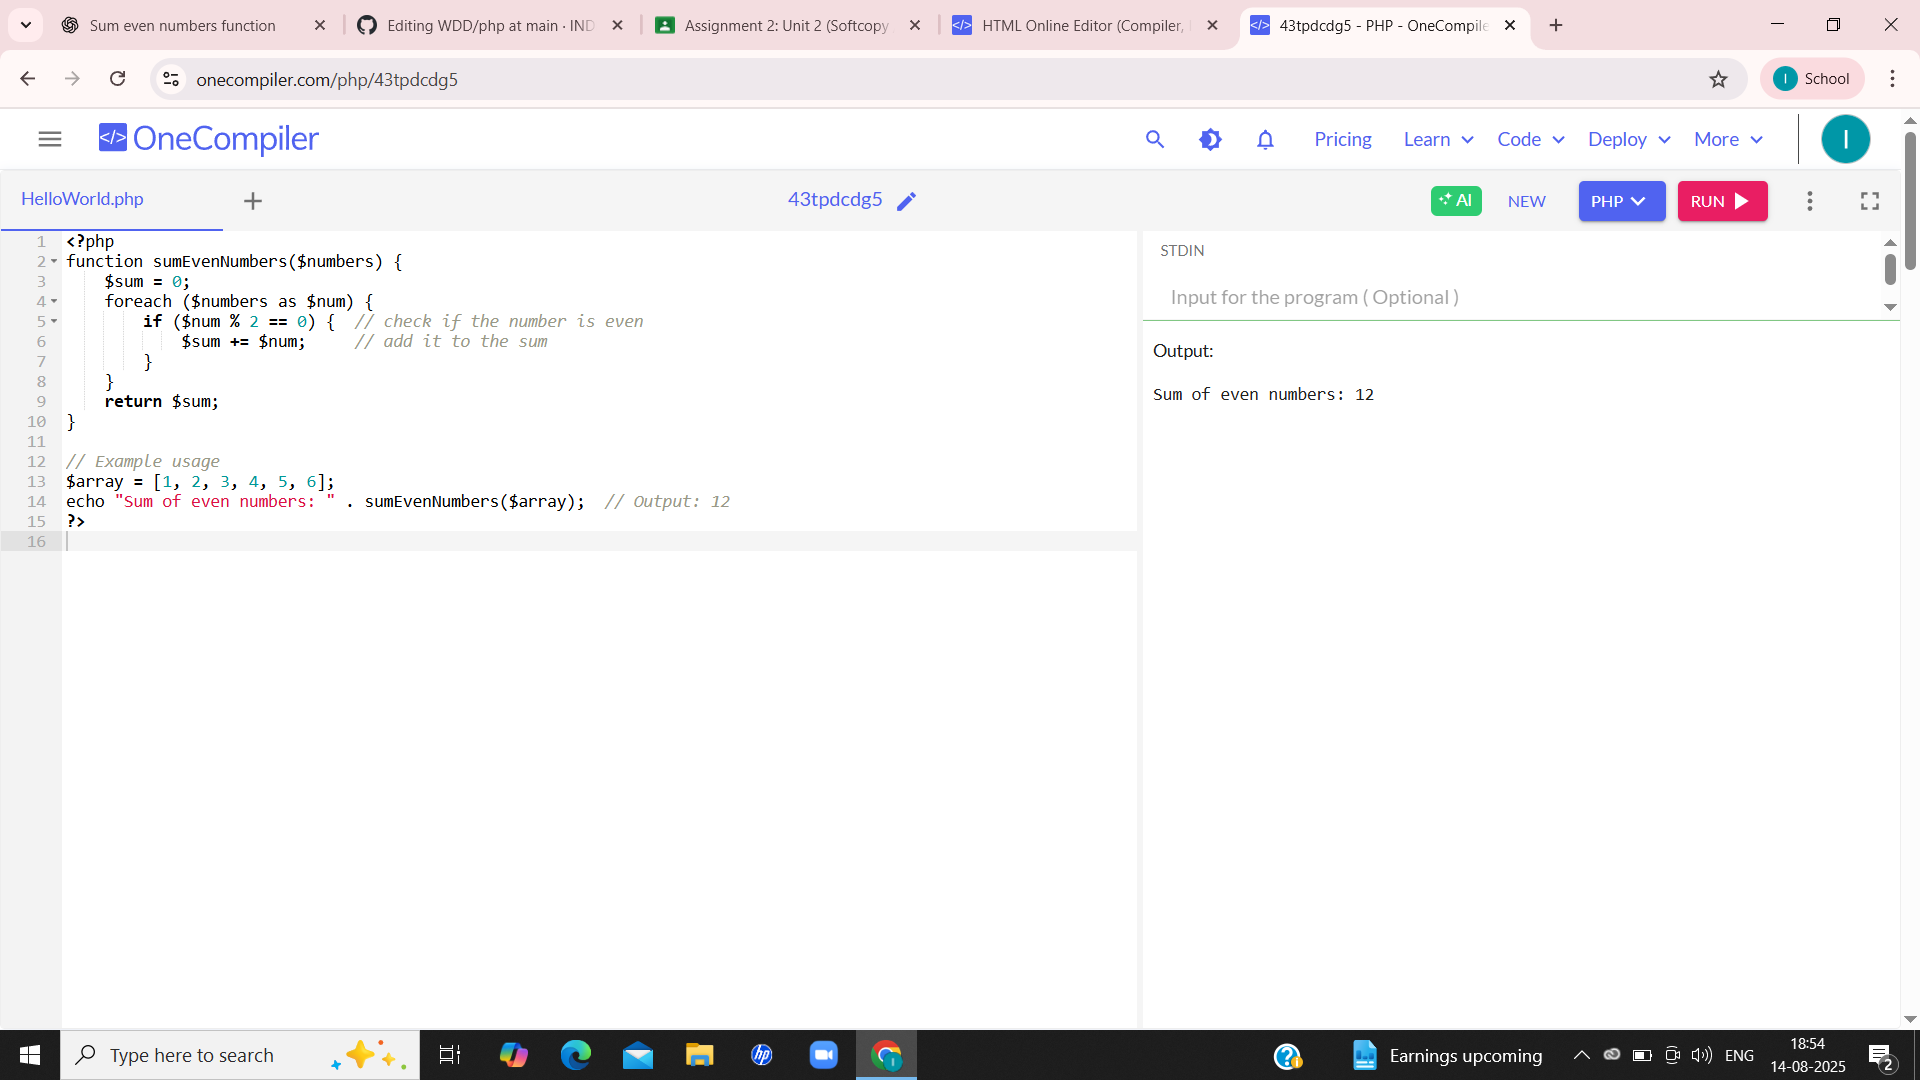 Sum even numbers function
Editing WDD/php at main · IND
Assignment 2: Unit 2 (Softcopy
HTML Online Editor (Compiler,
43tpdcdg5 - PHP - OneCompile
onecompiler.com/php/43tpdcdg5
I School
</> OneCompiler
Pricing Learn Code Deploy More I
HelloWorld.php
43tpdcdg5
AI NEW PHP RUN
1 <?php
2 function sumEvenNumbers($numbers) {
3 $sum = 0;
4 foreach ($numbers as $num) {
5 if ($num % 2 == 0) { // check if the number is even
6 $sum += $num; // add it to the sum
7 }
8 }
9 return $sum;
10 }
11
12 // Example usage
13 $array = [1, 2, 3, 4, 5, 6];
14 echo "Sum of even numbers: " . sumEvenNumbers($array); // Output: 12
15 ?>
16
STDIN
Input for the program ( Optional )
Output:
Sum of even numbers: 12
Type here to search
hp
Earnings upcoming
ENG
18:54
14-08-2025
2